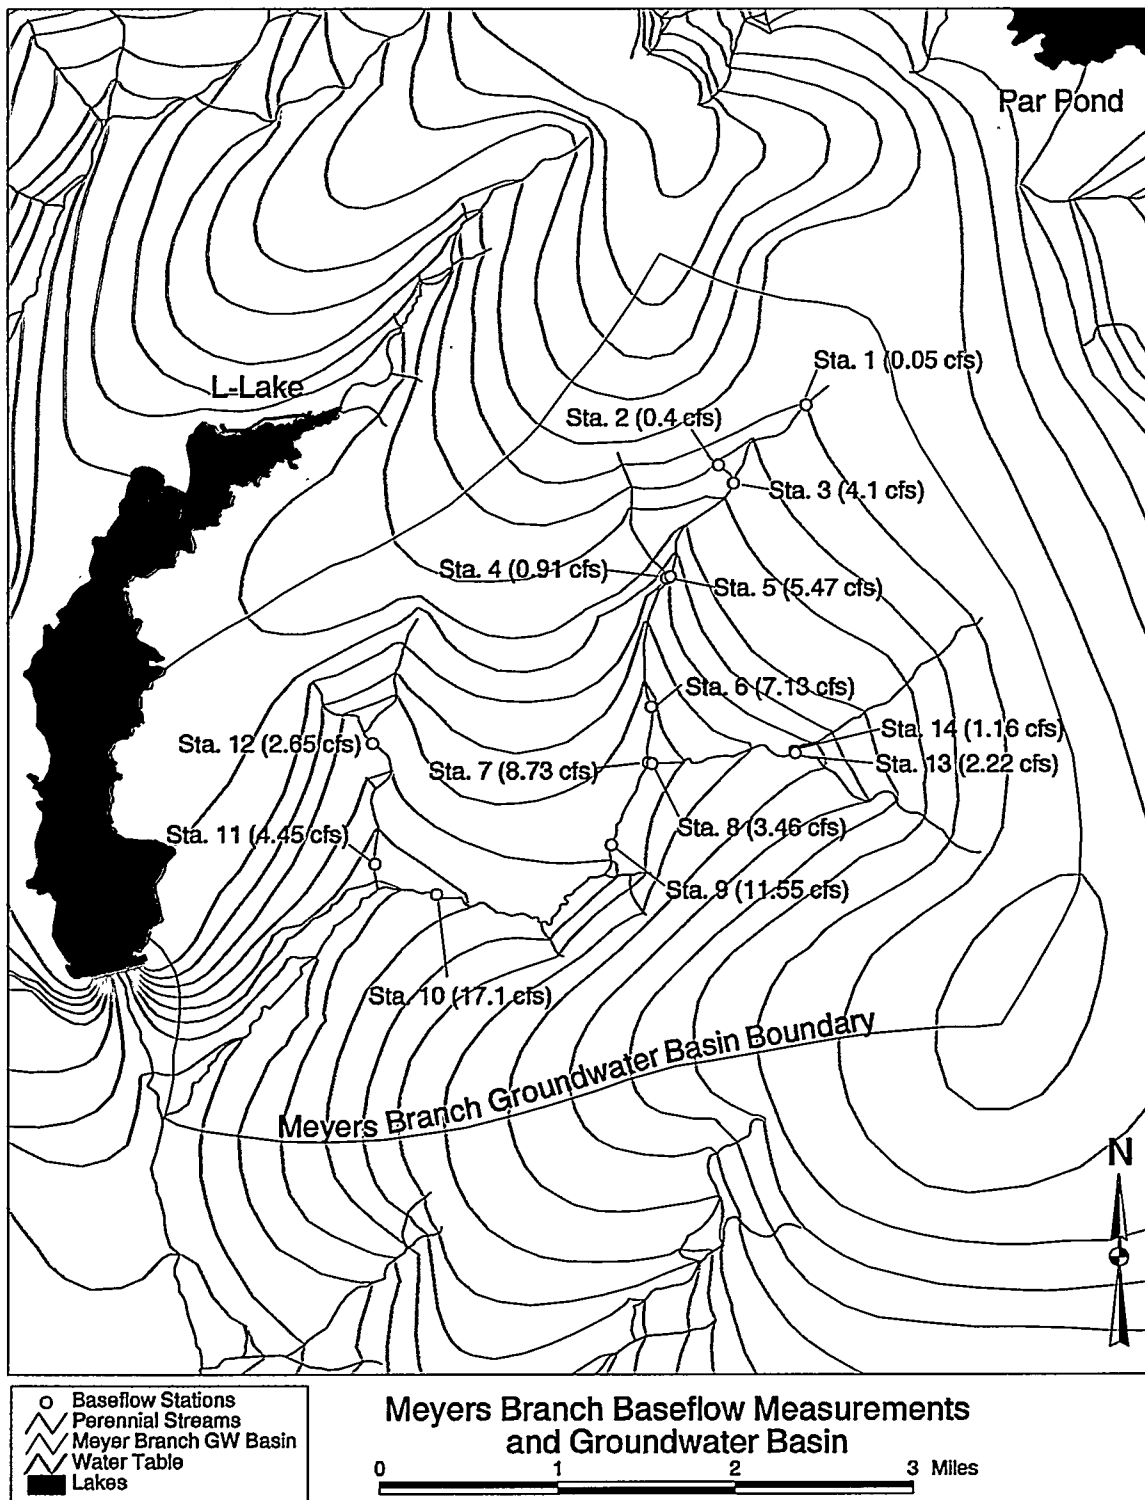 Par Pond
Sta. 1 (0.05 cfs)
L-Lake
Sta. 2 (0.4 cfs)
Sta. 3 (4.1 cfs)
Sta. 4 (0.91 cfs)
Sta. 5 (5.47 cfs)
Sta. 6 (7.13 cfs)
Sta. 14 (1.16 cfs)
Sta. 12 (2.65 cfs)
Sta. 7 (8.73 cfs)
Sta. 13 (2.22 cfs)
Sta. 11 (4.45 cfs)
Sta. 8 (3.46 cfs)
Sta. 9 (11.55 cfs)
Sta. 10 (17.1 cfs)
Meyers Branch Groundwater Basin Boundary
N
Baseflow Stations
Perennial Streams
Meyer Branch GW Basin
Water Table
Lakes
Meyers Branch Baseflow Measurements
and Groundwater Basin
0 1 2 3 Miles